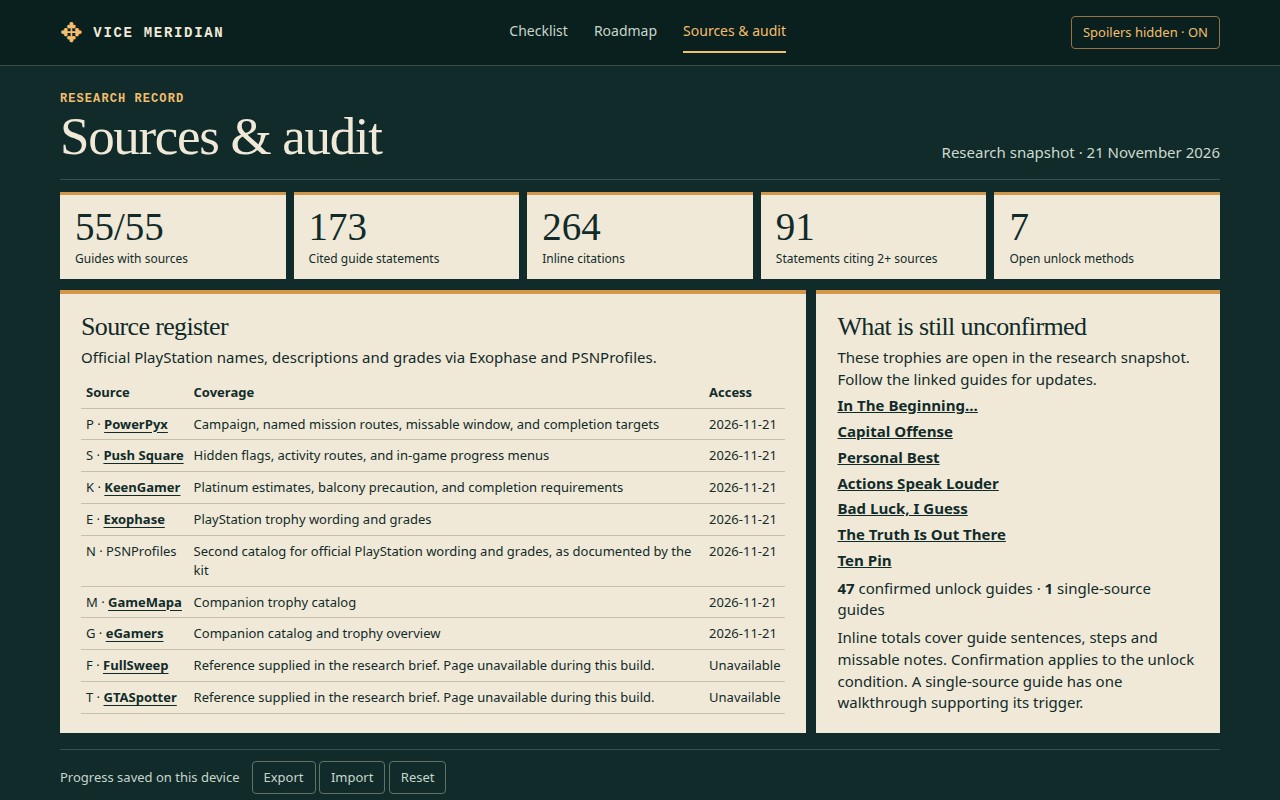 VICE MERIDIAN
Checklist
Roadmap
Sources & audit
Spoilers hidden · ON
RESEARCH RECORD
Sources & audit
Research snapshot · 21 November 2026
55/55
Guides with sources
173
Cited guide statements
264
Inline citations
91
Statements citing 2+ sources
7
Open unlock methods
Source register
Official PlayStation names, descriptions and grades via Exophase and PSNProfiles.
Source Coverage Access
P · PowerPyx Campaign, named mission routes, missable window, and completion targets 2026-11-21
S · Push Square Hidden flags, activity routes, and in-game progress menus 2026-11-21
K · KeenGamer Platinum estimates, balcony precaution, and completion requirements 2026-11-21
E · Exophase PlayStation trophy wording and grades 2026-11-21
N · PSNProfiles Second catalog for official PlayStation wording and grades, as documented by the 2026-11-21
kit
M · GameMapa Companion trophy catalog 2026-11-21
G · eGamers Companion catalog and trophy overview 2026-11-21
F · FullSweep Reference supplied in the research brief. Page unavailable during this build. Unavailable
T · GTASpotter Reference supplied in the research brief. Page unavailable during this build. Unavailable
What is still unconfirmed
These trophies are open in the research snapshot.
Follow the linked guides for updates.
In The Beginning...
Capital Offense
Personal Best
Actions Speak Louder
Bad Luck, I Guess
The Truth Is Out There
Ten Pin
47 confirmed unlock guides · 1 single-source
guides
Inline totals cover guide sentences, steps and
missable notes. Confirmation applies to the unlock
condition. A single-source guide has one
walkthrough supporting its trigger.
Progress saved on this device
Export
Import
Reset